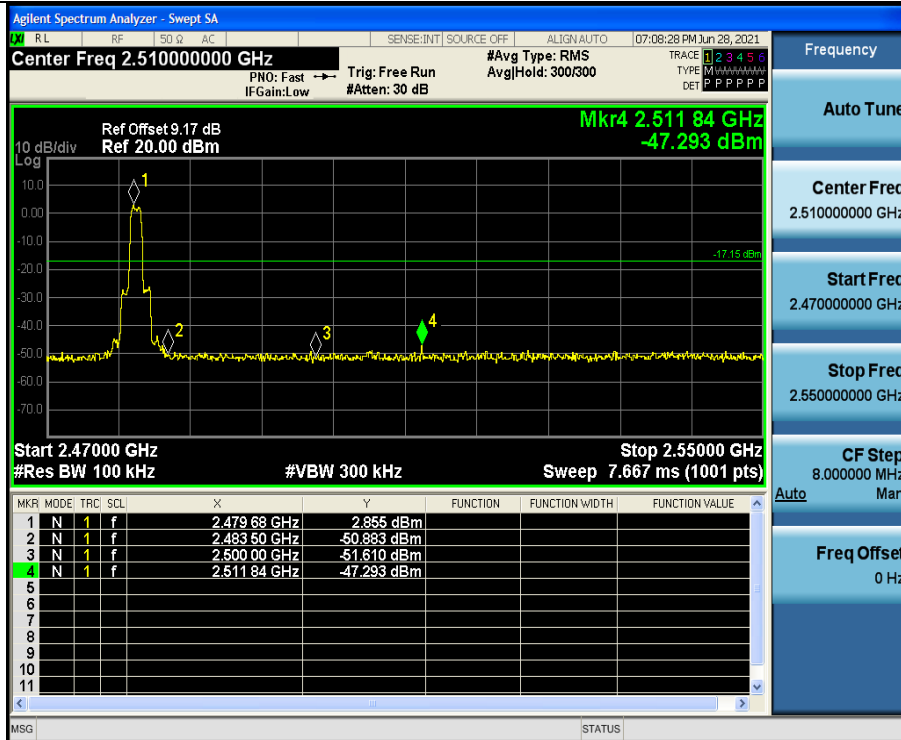 Agilent Spectrum Analyzer - Swept SA
LXI RL RF 50 Ω AC SENSE:INT SOURCE OFF ALIGN AUTO 07:08:28 PM Jun 28, 2021
Center Freq 2.510000000 GHz
PNO: Fast
IFGain:Low
Trig: Free Run
#Atten: 30 dB
#Avg Type: RMS
Avg|Hold: 300/300
TRACE 1 2 3 4 5 6
TYPE M
DET P P P P P P
Mkr4 2.511 84 GHz
-47.293 dBm
Ref Offset 9.17 dB
10 dB/div Ref 20.00 dBm
Log
10.0
0.00
-10.0
-20.0
-30.0
-40.0
-50.0
-60.0
-70.0
1
2
3
4
-17.15 dBm
Start 2.47000 GHz Stop 2.55000 GHz
#Res BW 100 kHz #VBW 300 kHz Sweep 7.667 ms (1001 pts)
MKR MODE TRC SCL X Y FUNCTION FUNCTION WIDTH FUNCTION VALUE
1 N 1 f 2.479 68 GHz 2.855 dBm
2 N 1 f 2.483 50 GHz -50.883 dBm
3 N 1 f 2.500 00 GHz -51.610 dBm
4 N 1 f 2.511 84 GHz -47.293 dBm
5
6
7
8
9
10
11
MSG STATUS
Frequency
Auto Tune
Center Freq
2.510000000 GHz
Start Freq
2.470000000 GHz
Stop Freq
2.550000000 GHz
CF Step
8.000000 MHz
Auto Man
Freq Offset
0 Hz